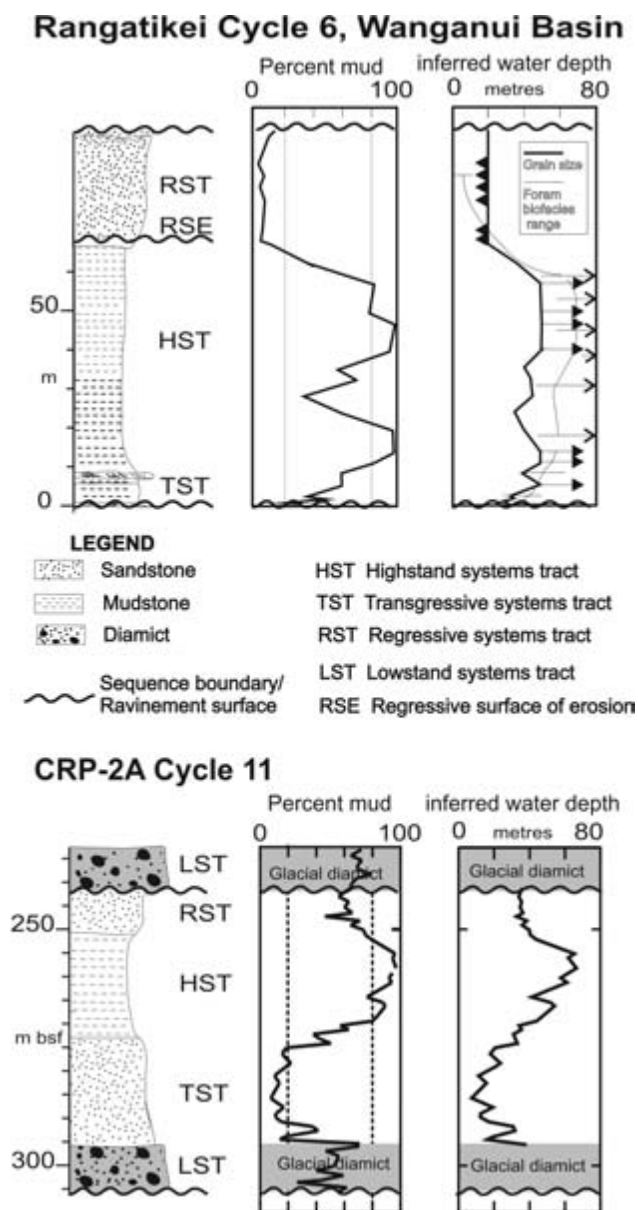 Rangatikei Cycle 6, Wanganui Basin
Percent mud
inferred water depth
0 100
0 metres 80
RST
RSE
HST
TST
50
m
0
Grain size
Foram
biofacies
range
LEGEND
Sandstone
Mudstone
Diamict
Sequence boundary/
Ravinement surface
HST Highstand systems tract
TST Transgressive systems tract
RST Regressive systems tract
LST Lowstand systems tract
RSE Regressive surface of erosion
CRP-2A Cycle 11
Percent mud
inferred water depth
0 100
0 metres 80
LST
RST
HST
TST
LST
250
m bsf
300
Glacial diamict
Glacial diamict
Glacial diamict
Glacial diamict